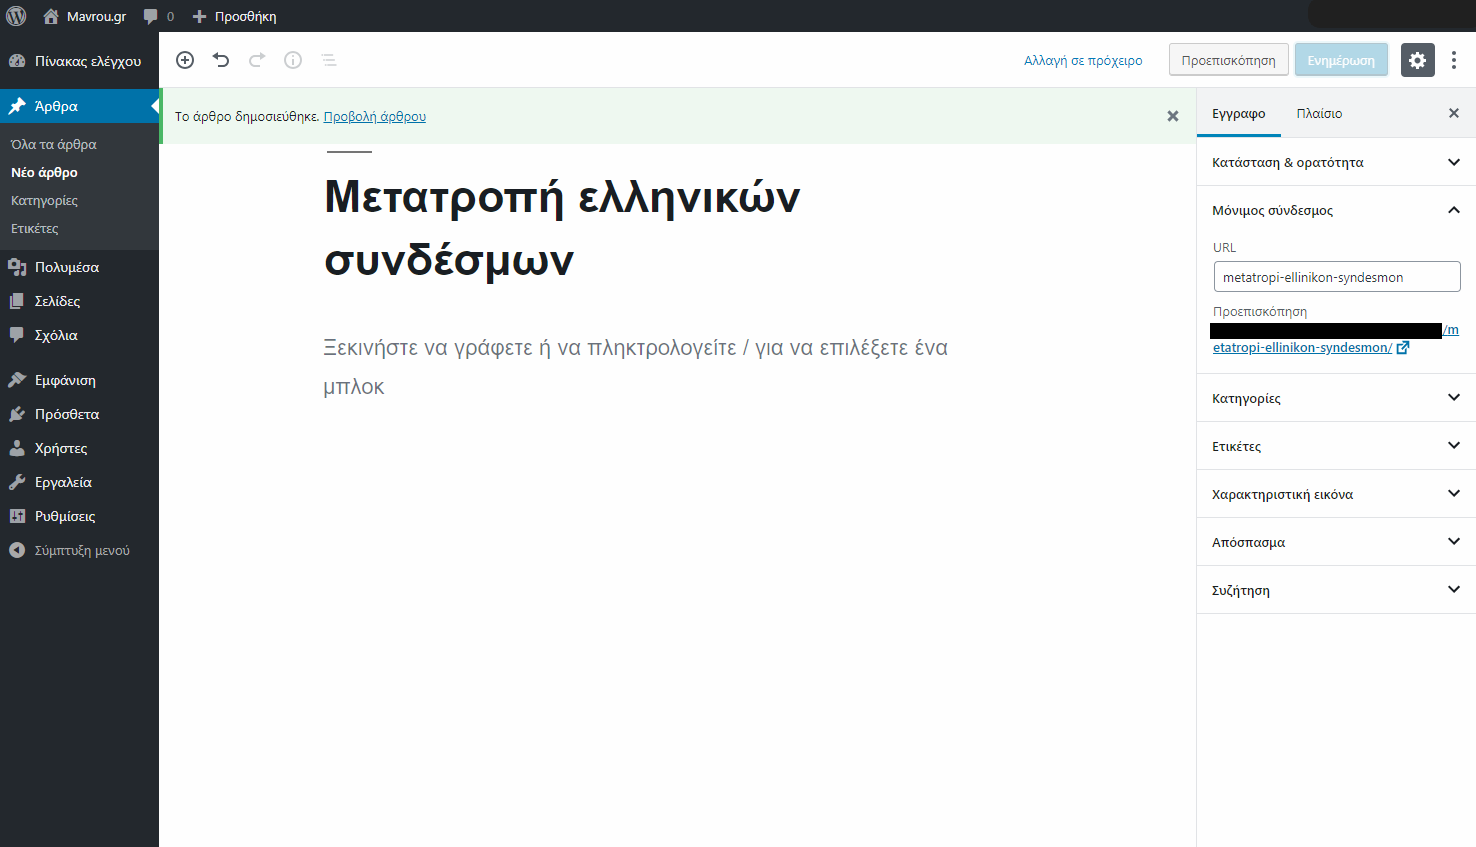 Mavrou.gr 0 Προσθήκη
Πίνακας ελέγχου
Άρθρα
Όλα τα άρθρα
Νέο άρθρο
Κατηγορίες
Ετικέτες
Πολυμέσα
Σελίδες
Σχόλια
Εμφάνιση
Πρόσθετα
Χρήστες
Εργαλεία
Ρυθμίσεις
Σύμπτυξη μενού
Αλλαγή σε πρόχειρο Προεπισκόπηση Ενημέρωση
Το άρθρο δημοσιεύθηκε. Προβολή άρθρου
Μετατροπή ελληνικών
συνδέσμων
Ξεκινήστε να γράφετε ή να πληκτρολογείτε / για να επιλέξετε ένα
μπλοκ
Εγγραφο Πλαίσιο
Κατάσταση & ορατότητα
Μόνιμος σύνδεσμος
URL
metatropi-ellinikon-syndesmon
Προεπισκόπηση
/m
etatropi-ellinikon-syndesmon/
Κατηγορίες
Ετικέτες
Χαρακτηριστική εικόνα
Απόσπασμα
Συζήτηση